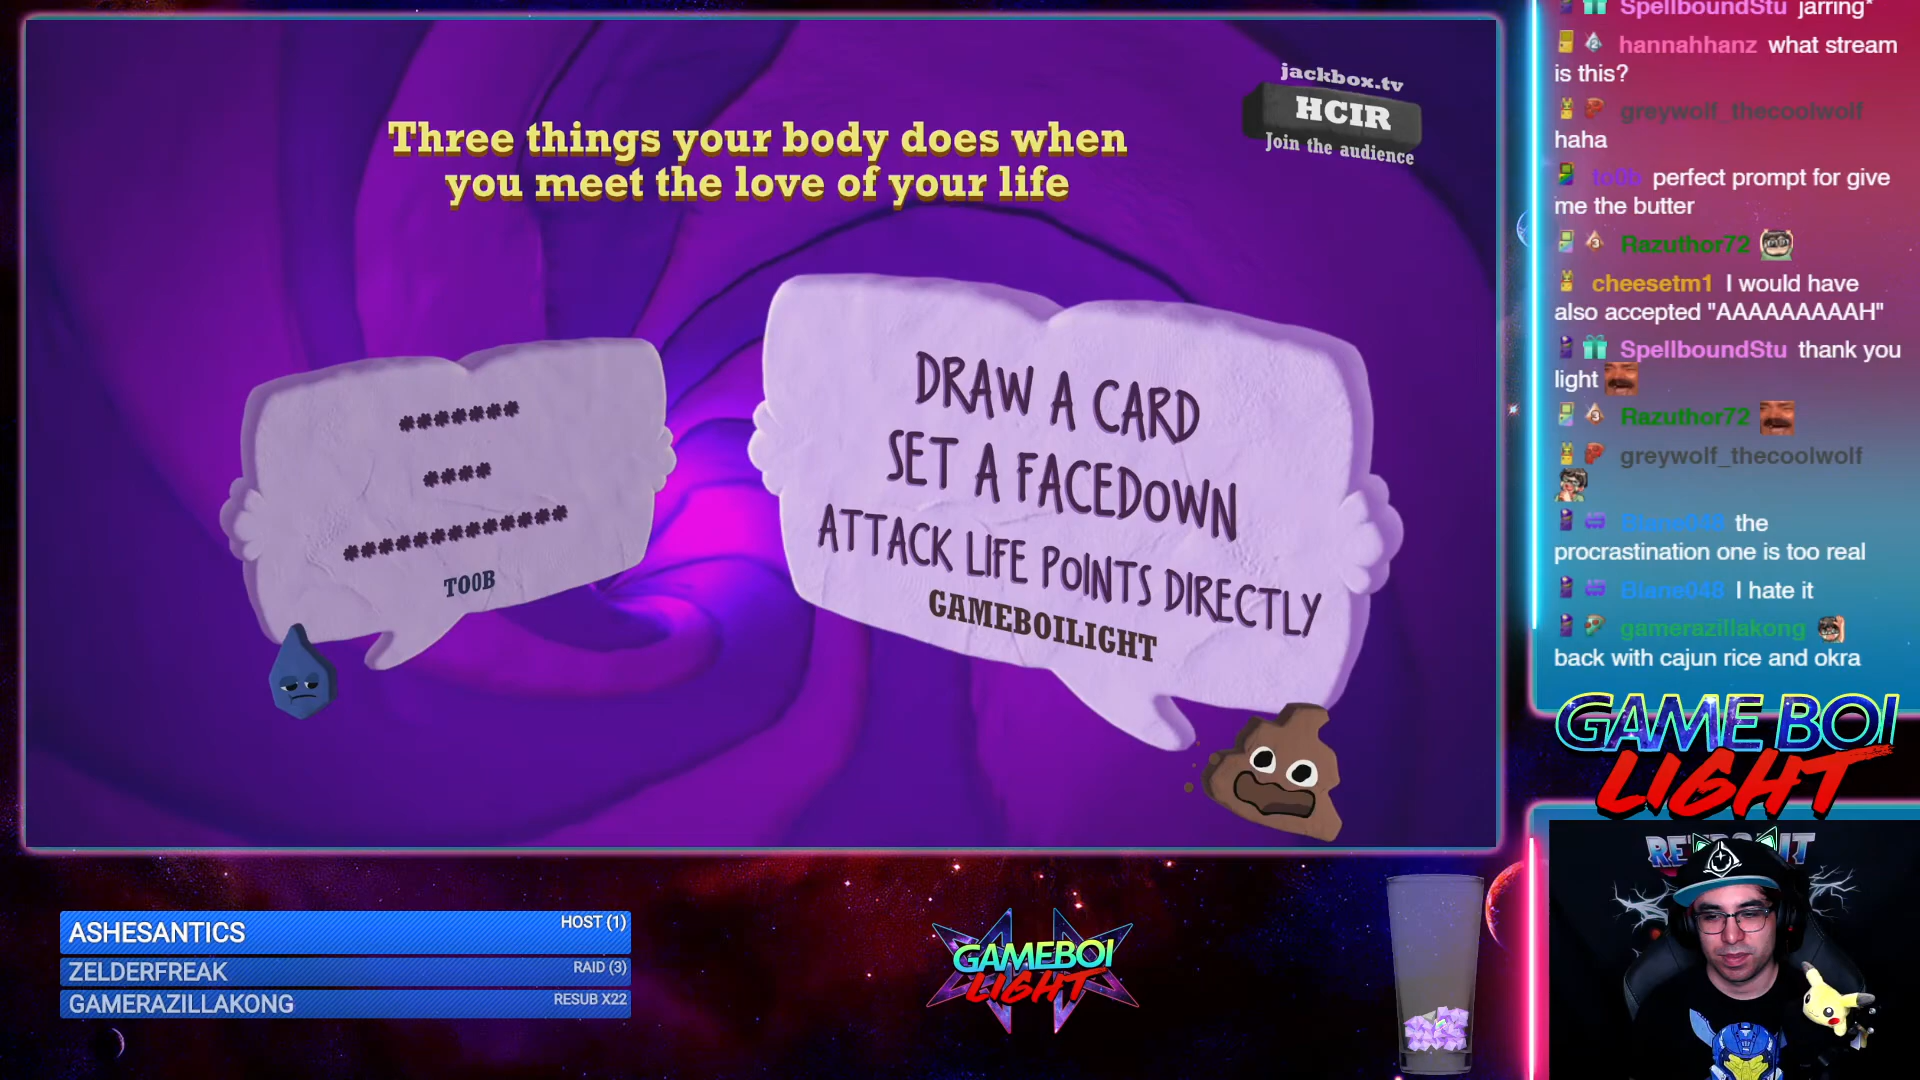 Three things your body does when
you meet the love of your life
jackbox.tv
HCIR
Join the audience
*******
****
*************
TOOB
DRAW A CARD
SET A FACEDOWN
ATTACK LIFE POINTS DIRECTLY
GAMEBOILIGHT
SpellboundStu jarring*
hannahhanz what stream
is this?
greywolf_thecoolwolf
haha
to0b perfect prompt for give
me the butter
Razuthor72
cheesetm1 I would have
also accepted "AAAAAAAAAH"
SpellboundStu thank you
light
Razuthor72
greywolf_thecoolwolf
Blane048 the
procrastination one is too real
Blane048 I hate it
gamerazillakong
back with cajun rice and okra
GAME BOI
LIGHT
ASHESANTICS HOST (1)
ZELDERFREAK RAID (3)
GAMERAZILLAKONG RESUB X22
GAMEBOI
LIGHT